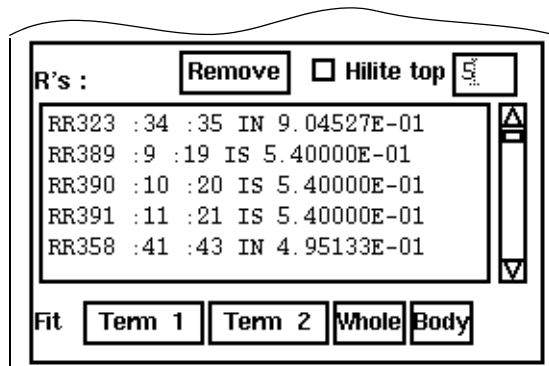 R's : Remove Hilite top 5
RR323 :34 :35 IN 9.04527E-01
RR389 :9 :19 IS 5.40000E-01
RR390 :10 :20 IS 5.40000E-01
RR391 :11 :21 IS 5.40000E-01
RR358 :41 :43 IN 4.95133E-01
Fit Term 1 Term 2 Whole Body